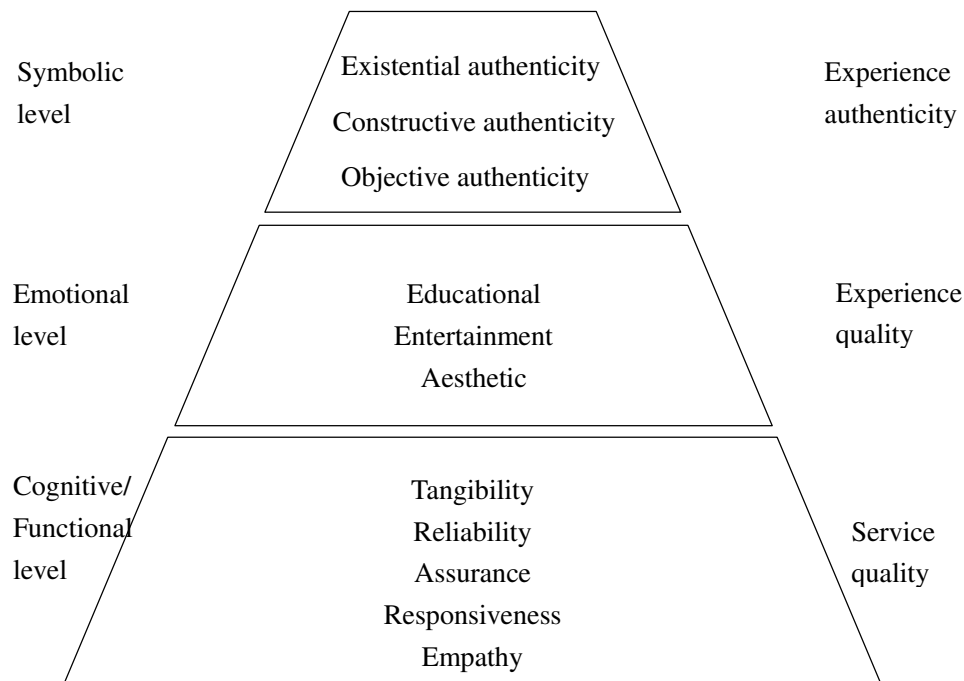 Symbolic
level
Existential authenticity
Constructive authenticity
Objective authenticity
Experience
authenticity
Emotional
level
Educational
Entertainment
Aesthetic
Experience
quality
Cognitive/
Functional
level
Tangibility
Reliability
Assurance
Responsiveness
Empathy
Service
quality